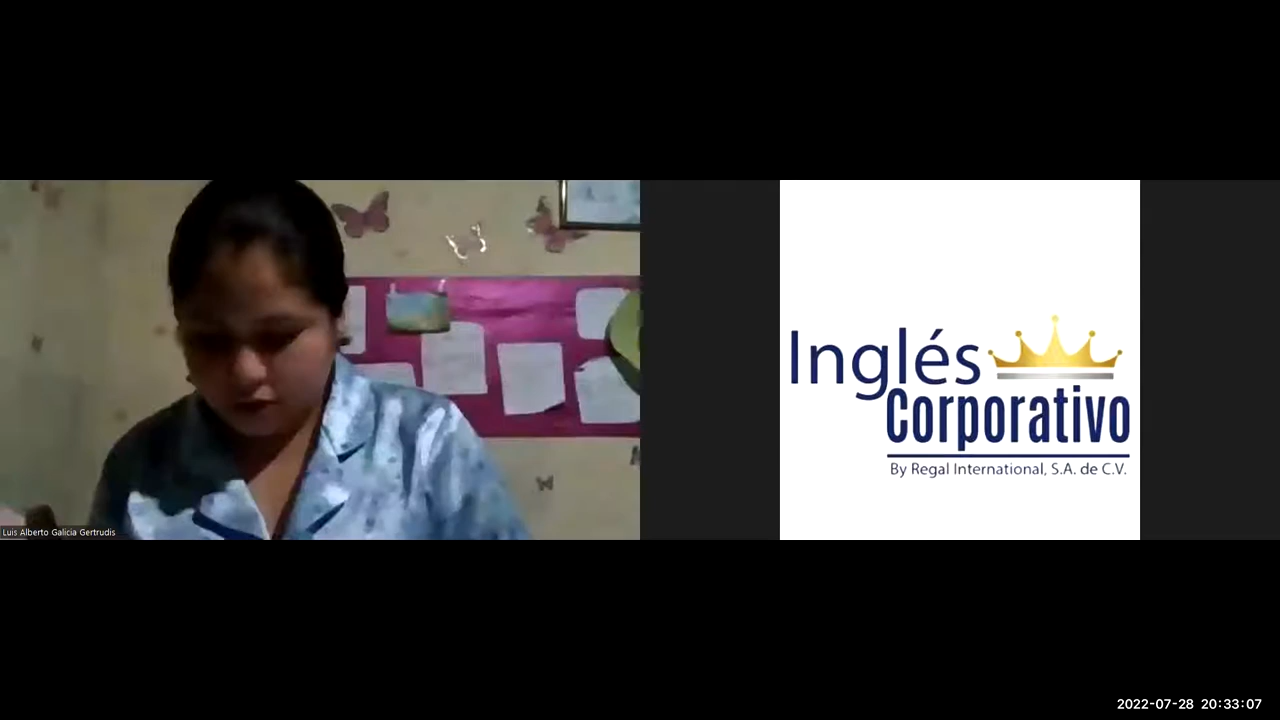 Luis Alberto Galicia Gertrudis
Inglés
Corporativo
By Regal International, S.A. de C.V.
2022-07-28 20:33:07